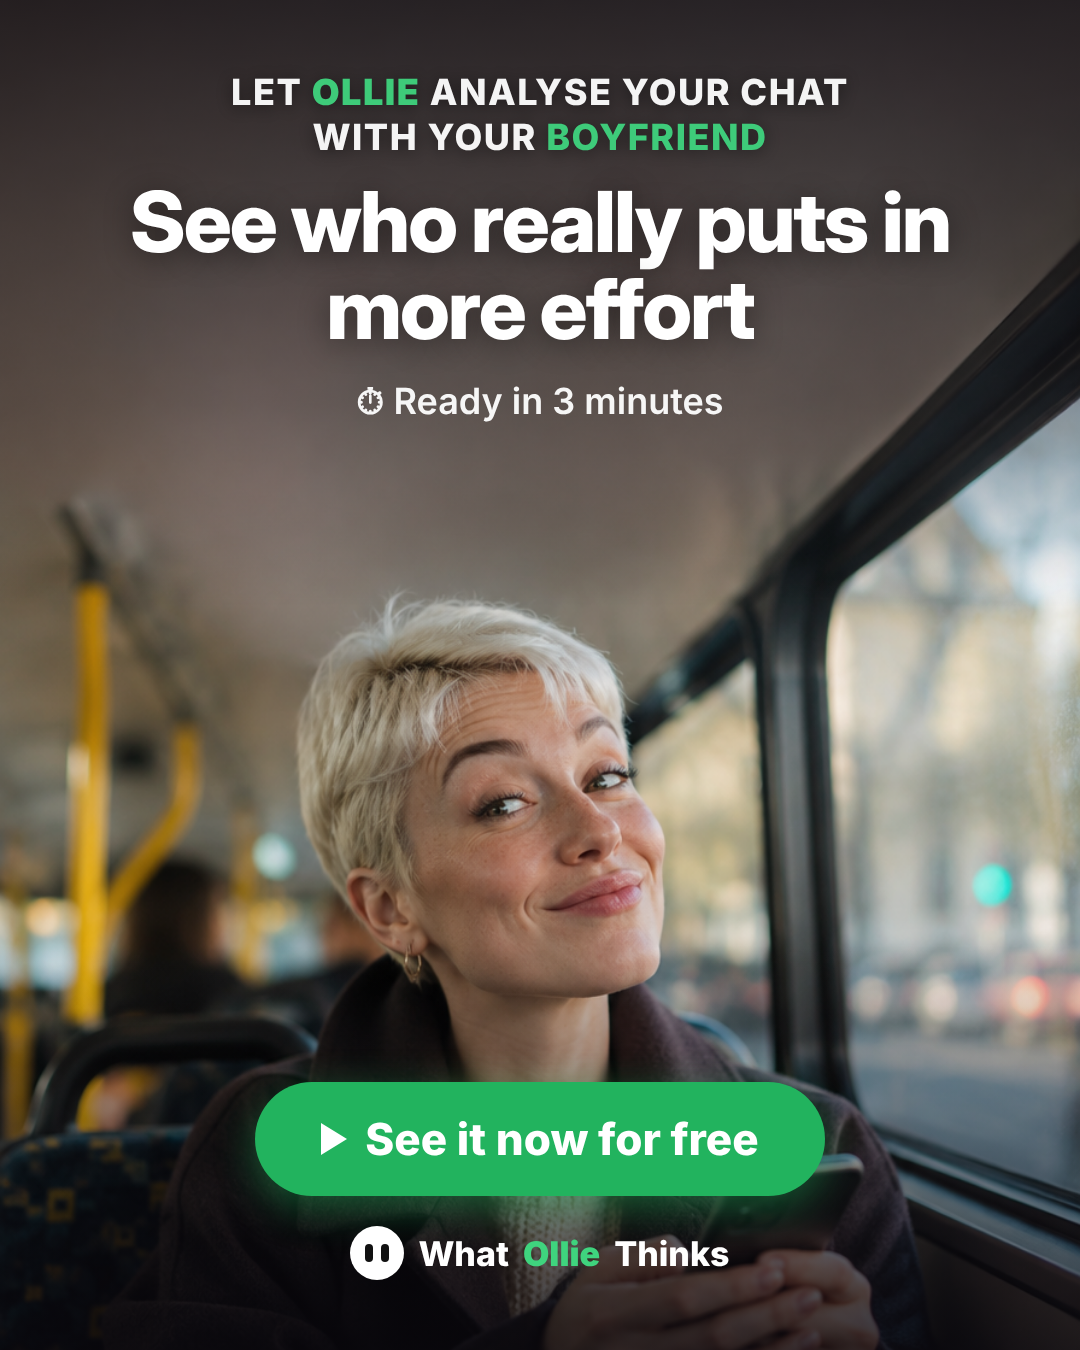 LET OLLIE ANALYSE YOUR CHAT
WITH YOUR BOYFRIEND
See who really puts in
more effort
⏱ Ready in 3 minutes
▶ See it now for free
What Ollie Thinks